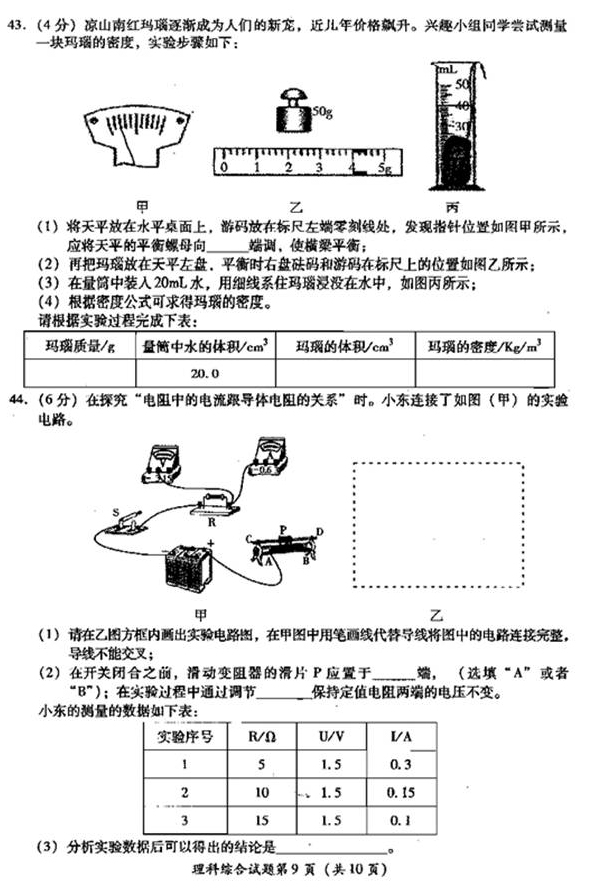 43.（4 分）凉山南红玛瑙逐渐成为人们的新宠，近几年价格飙升。兴趣小组同学尝试测量
一块玛瑙的密度，实验步骤如下：
50g
0 1 2 3 4 5g
mL
50
40
30
甲 乙 丙
（1）将天平放在水平桌面上，游码放在标尺左端零刻线处，发现指针位置如图甲所示，
应将天平的平衡螺母向______端调，使横梁平衡；
（2）再把玛瑙放在天平左盘，平衡时右盘砝码和游码在标尺上的位置如图乙所示；
（3）在量筒中装入20mL 水，用细线系住玛瑙浸没在水中，如图丙所示；
（4）根据密度公式可求得玛瑙的密度。
请根据实验过程完成下表：
玛瑙质量/g 量筒中水的体积/cm³ 玛瑙的体积/cm³ 玛瑙的密度/Kg/m³
20.0
44.（6 分）在探究“电阻中的电流跟导体电阻的关系”时。小东连接了如图（甲）的实验
电路。
V
A
-0.6
S
R
P
C
D
A
B
- +
甲 乙
（1）请在乙图方框内画出实验电路图，在甲图中用笔画线代替导线将图中的电路连接完整，
导线不能交叉；
（2）在开关闭合之前，滑动变阻器的滑片 P 应置于______端，（选填“A”或者
“B”）；在实验过程中通过调节______保持定值电阻两端的电压不变。
小东的测量的数据如下表：
实验序号 R/Ω U/V I/A
1 5 1.5 0.3
2 10 1.5 0.15
3 15 1.5 0.1
（3）分析实验数据后可以得出的结论是____________。
理科综合试题第 9 页（共 10 页）